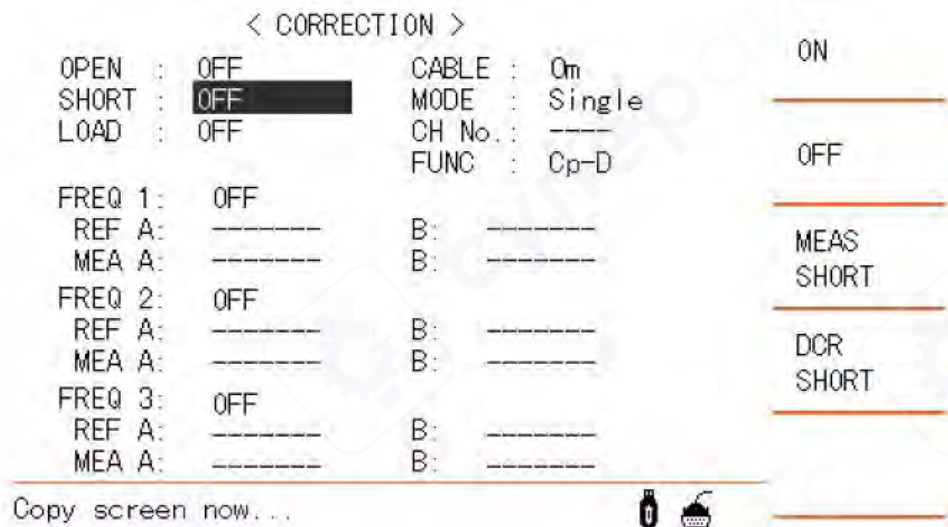 < CORRECTION >
OPEN : OFF CABLE : 0m
SHORT : OFF MODE : Single
LOAD : OFF CH No.: ----
FUNC : Cp-D
FREQ 1: OFF
REF A: ------- B: -------
MEA A: ------- B: -------
FREQ 2: OFF
REF A: ------- B: -------
MEA A: ------- B: -------
FREQ 3: OFF
REF A: ------- B: -------
MEA A: ------- B: -------
Copy screen now...
ON
OFF
MEAS
SHORT
DCR
SHORT